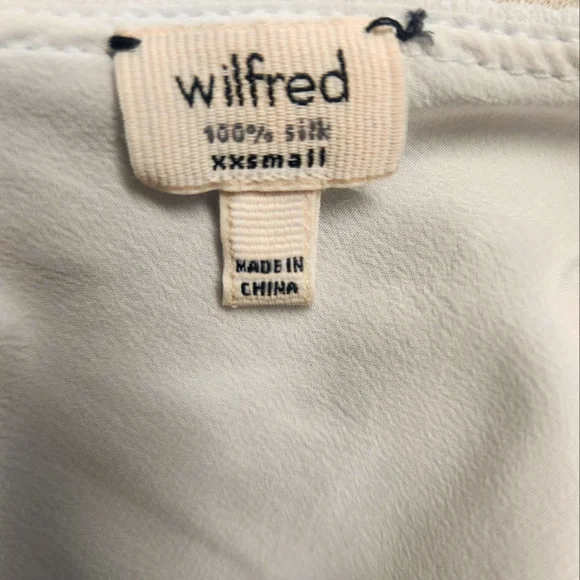 wilfred
100% silk
xxsmall
MADE IN
CHINA